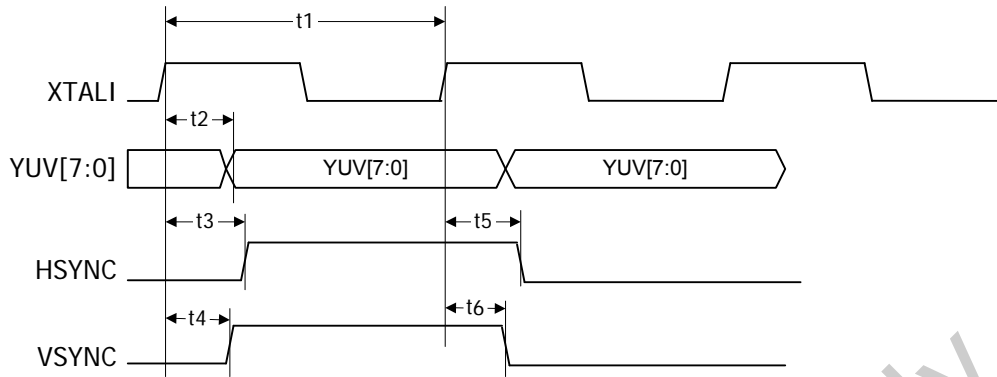 t1
XTALI
t2
YUV[7:0] YUV[7:0] YUV[7:0]
t3 t5
HSYNC
t4 t6
VSYNC